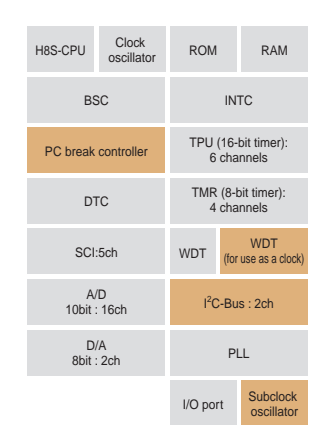 H8S-CPU
Clock
oscillator
ROM
RAM
BSC
INTC
PC break controller
TPU (16-bit timer):
6 channels
DTC
TMR (8-
bit timer):
4 channels
SCI:5ch
WDT
WDT
(for use as a clock)
A/D
10bit : 16ch
I²C-Bus : 2ch
D/A
8bit : 2ch
PLL
I/O port
Subclock
oscillator